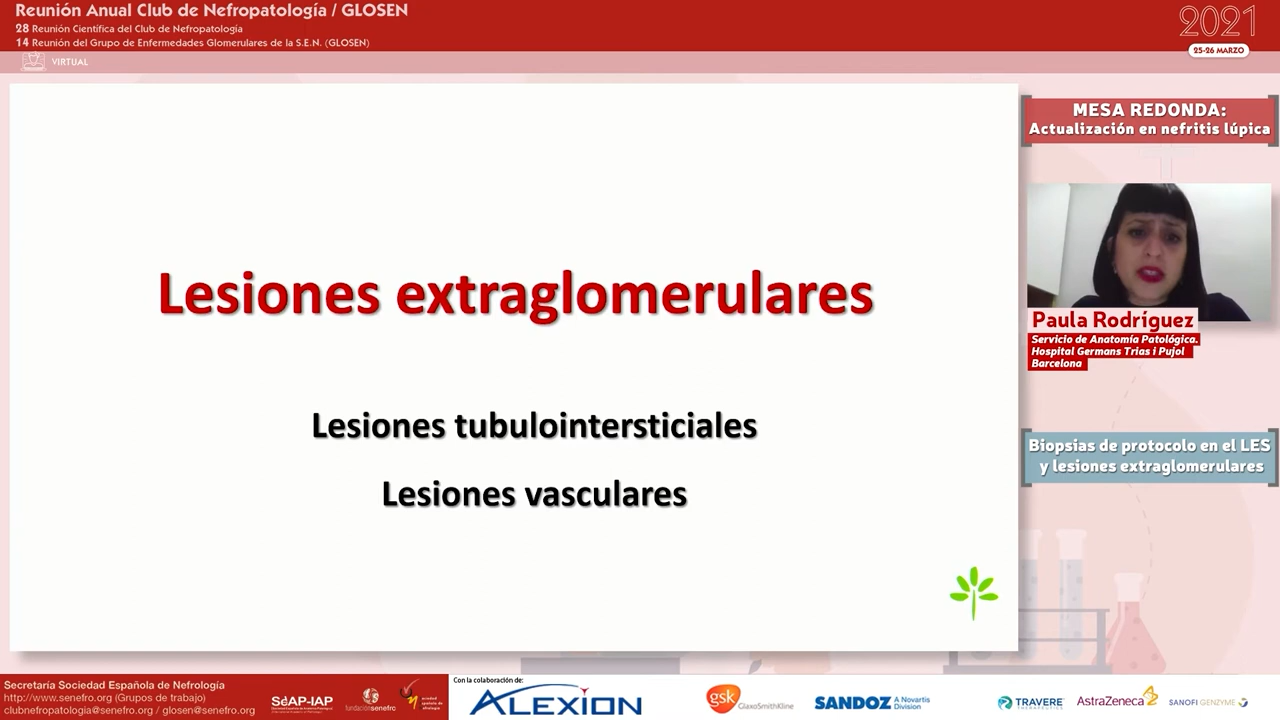 Reunión Anual Club de Nefropatología / GLOSEN
28 Reunión Científica del Club de Nefropatología
14 Reunión del Grupo de Enfermedades Glomerulares de la S.E.N. (GLOSEN)
VIRTUAL
2021
25-26 MARZO
Lesiones extraglomerulares
Lesiones tubulointersticiales
Lesiones vasculares
MESA REDONDA:
Actualización en nefritis lúpica
Paula Rodríguez
Servicio de Anatomía Patológica.
Hospital Germans Trias i Pujol
Barcelona
Biopsias de protocolo en el LES
y lesiones extraglomerulares
Secretaría Sociedad Española de Nefrología
http://www.senefro.org (Grupos de trabajo)
clubnefropatologia@senefro.org / glosen@senefro.org
SEAP-IAP
fundaciónsenefro
Con la colaboración de:
ALEXION
gsk
GlaxoSmithKline
SANDOZ A Novartis
Division
TRAVERE
THERAPEUTICS
AstraZeneca
SANOFI GENZYME